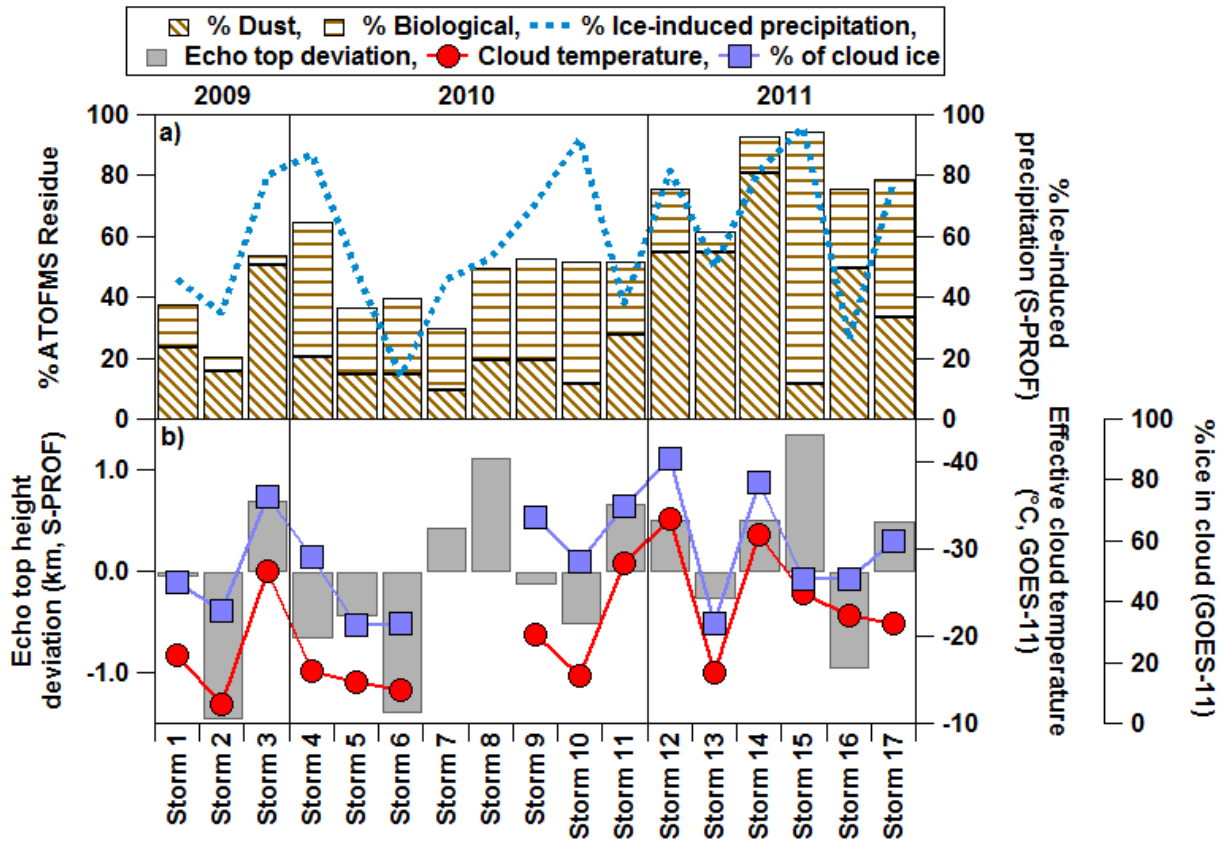 % Dust, % Biological, % Ice-induced precipitation,
Echo top deviation, Cloud temperature, % of cloud ice
2009 2010 2011
a)
100 80 60 40 20 0
% ATOFMS Residue
100 80 60 40 20 0
% Ice-induced
precipitation (S-PROF)
b)
1.0 0.0 -1.0
Echo top height
deviation (km, S-PROF)
-40 -30 -20 -10
Effective cloud temperature
(°C, GOES-11)
100 80 60 40 20 0
% ice in cloud (GOES-11)
Storm 1
Storm 2
Storm 3
Storm 4
Storm 5
Storm 6
Storm 7
Storm 8
Storm 9
Storm 10
Storm 11
Storm 12
Storm 13
Storm 14
Storm 15
Storm 16
Storm 17